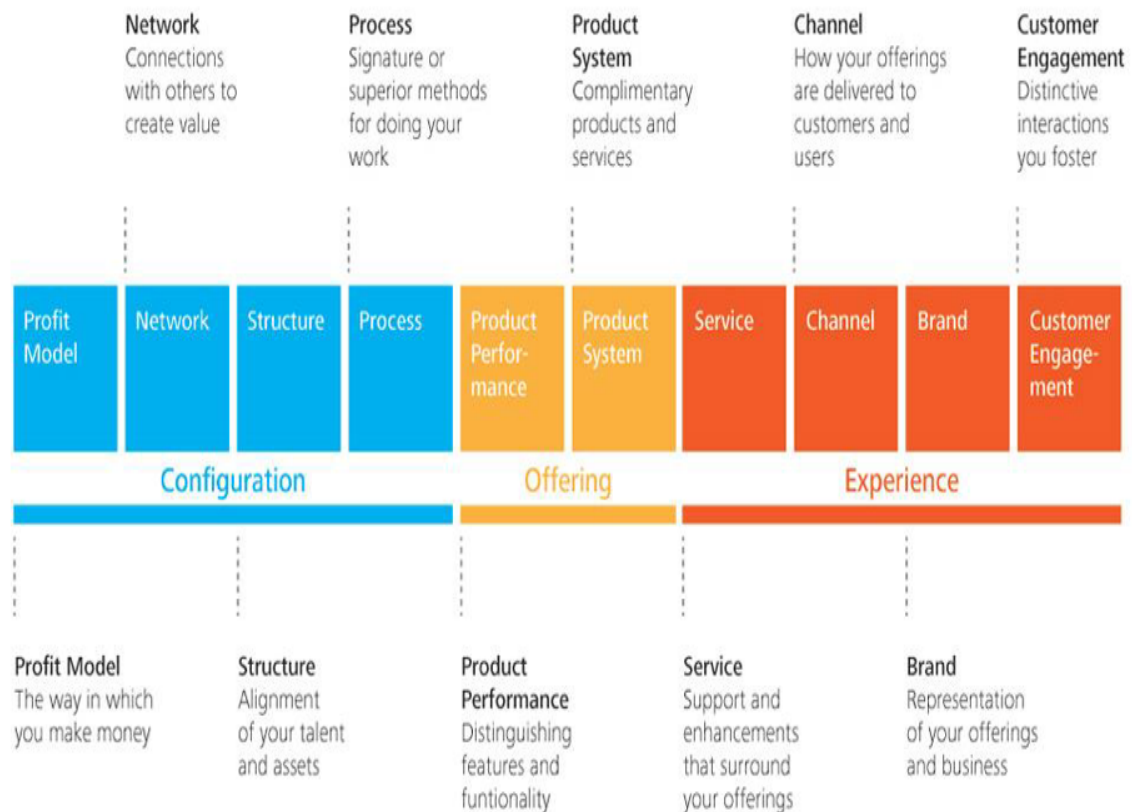 Network
Connections
with others to
create value
Process
Signature or
superior methods
for doing your
work
Product
System
Complimentary
products and
services
Channel
How your offerings
are delivered to
customers and
users
Customer
Engagement
Distinctive
interactions
you foster
Profit
Model
Network
Structure
Process
Product
Perfor-
mance
Product
System
Service
Channel
Brand
Customer
Engage-
ment
Configuration
Offering
Experience
Profit Model
The way in which
you make money
Structure
Alignment
of your talent
and assets
Product
Performance
Distinguishing
features and
funtionality
Service
Support and
enhancements
that surround
your offerings
Brand
Representation
of your offerings
and business